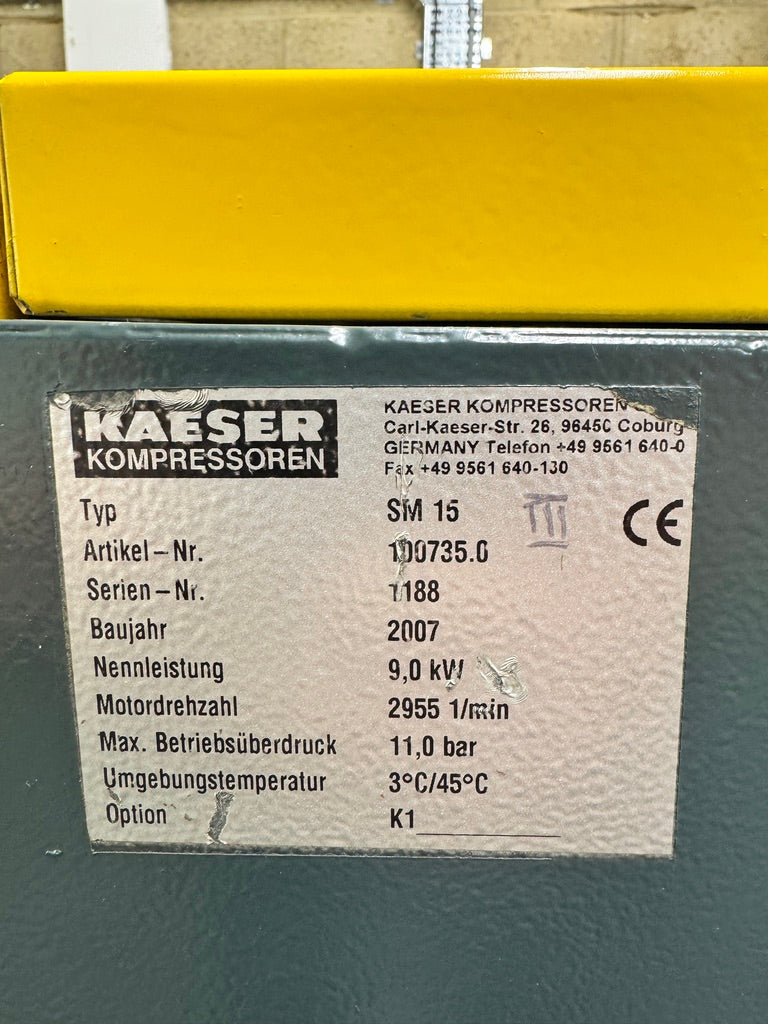 KAESER
KOMPRESSOREN
KAESER KOMPRESSOREN
Carl-Kaeser-Str. 26, 96450 Coburg
GERMANY Telefon +49 9561 640-0
Fax +49 9561 640-130
Typ SM 15 III CE
Artikel-Nr. 100735.0
Serien-Nr. 1188
Baujahr 2007
Nennleistung 9,0 kW
Motordrehzahl 2955 1/min
Max. Betriebsüberdruck 11,0 bar
Umgebungstemperatur 3°C/45°C
Option K1